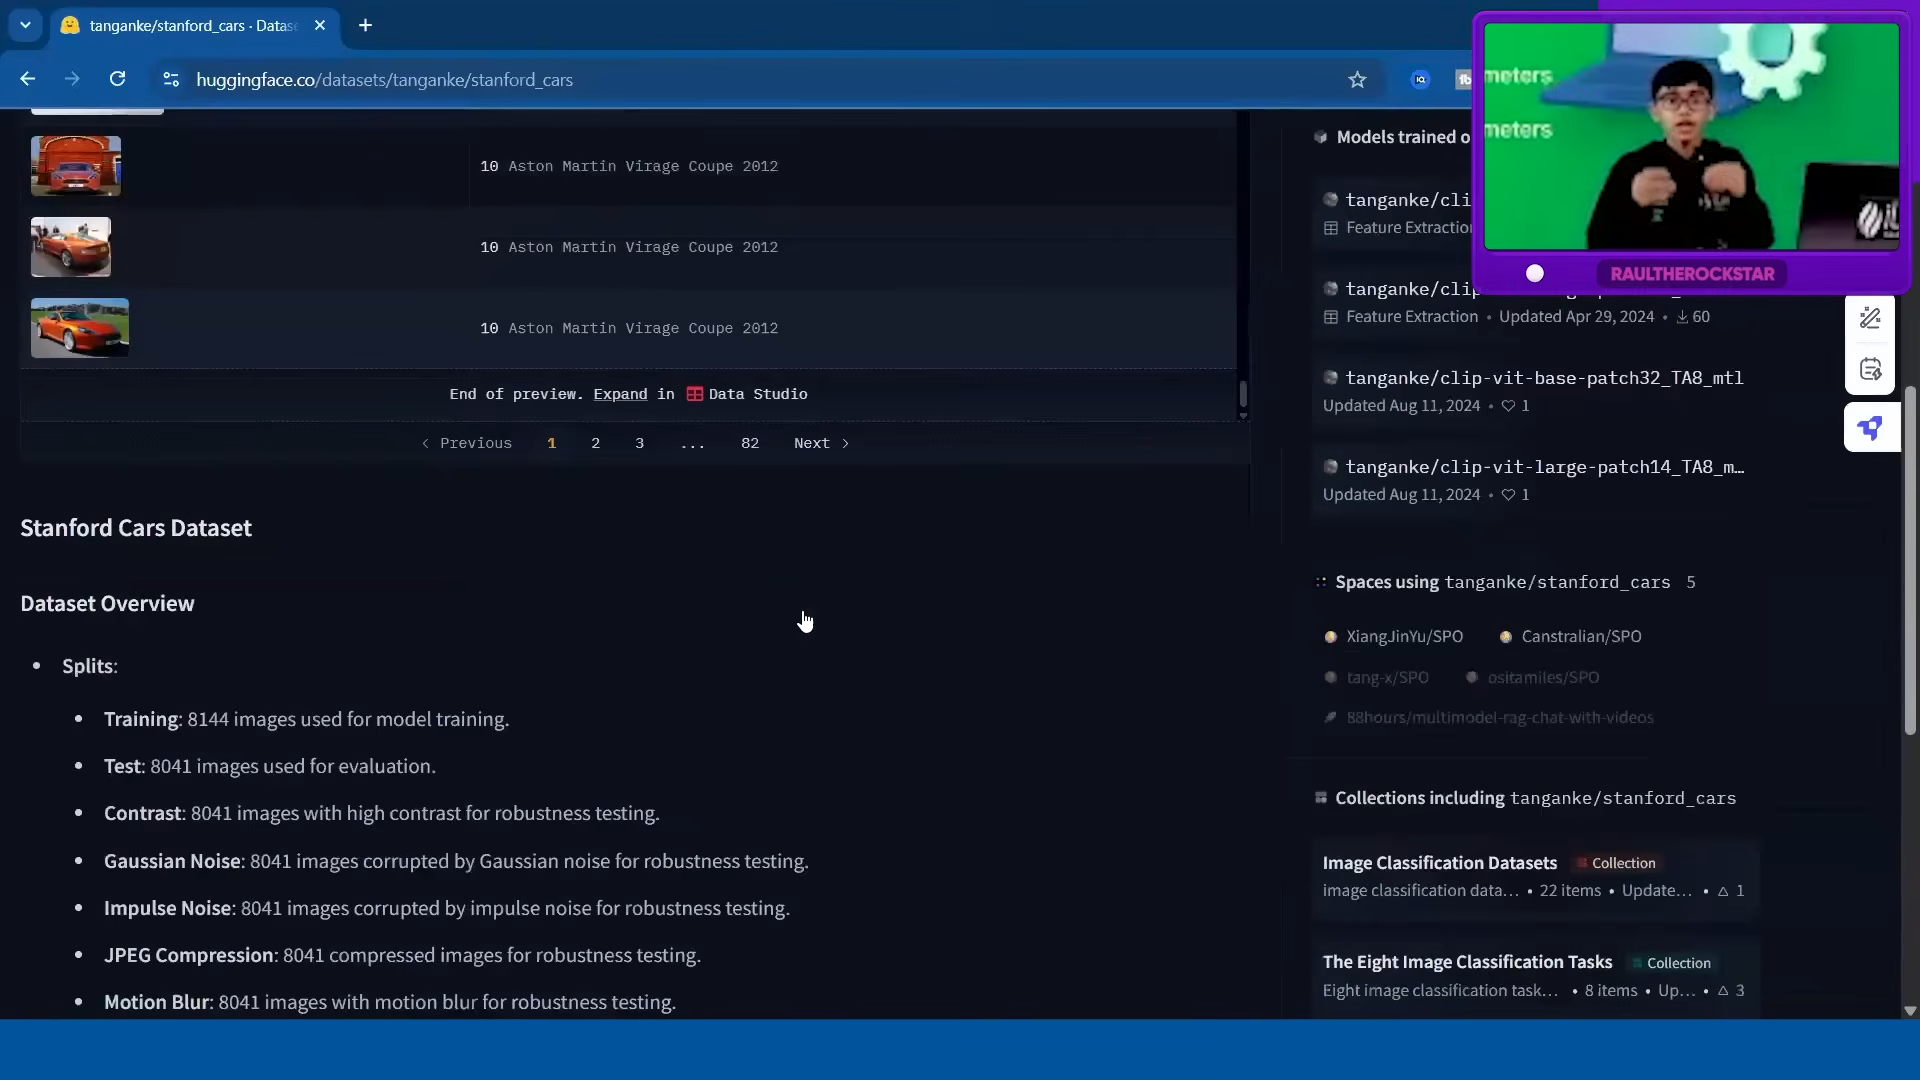 tanganke/stanford_cars · Datas
huggingface.co/datasets/tanganke/stanford_cars
meters
meters
RAULTHEROCKSTAR
10 Aston Martin Virage Coupe 2012
10 Aston Martin Virage Coupe 2012
10 Aston Martin Virage Coupe 2012
End of preview. Expand in Data Studio
< Previous 1 2 3 ... 82 Next >
Stanford Cars Dataset
Dataset Overview
• Splits:
• Training: 8144 images used for model training.
• Test: 8041 images used for evaluation.
• Contrast: 8041 images with high contrast for robustness testing.
• Gaussian Noise: 8041 images corrupted by Gaussian noise for robustness testing.
• Impulse Noise: 8041 images corrupted by impulse noise for robustness testing.
• JPEG Compression: 8041 compressed images for robustness testing.
• Motion Blur: 8041 images with motion blur for robustness testing.
Models trained o
tanganke/cli
Feature Extraction
tanganke/clip
Feature Extraction • Updated Apr 29, 2024 • 60
tanganke/clip-vit-base-patch32_TA8_mtl
Updated Aug 11, 2024 • 1
tanganke/clip-vit-large-patch14_TA8_m…
Updated Aug 11, 2024 • 1
Spaces using tanganke/stanford_cars 5
XiangJinYu/SPO Canstralian/SPO
tang-x/SPO ositamiles/SPO
88hours/multimodel-rag-chat-with-videos
Collections including tanganke/stanford_cars
Image Classification Datasets Collection
image classification data… • 22 items • Update… • 1
The Eight Image Classification Tasks Collection
Eight image classification task… • 8 items • Up… • 3